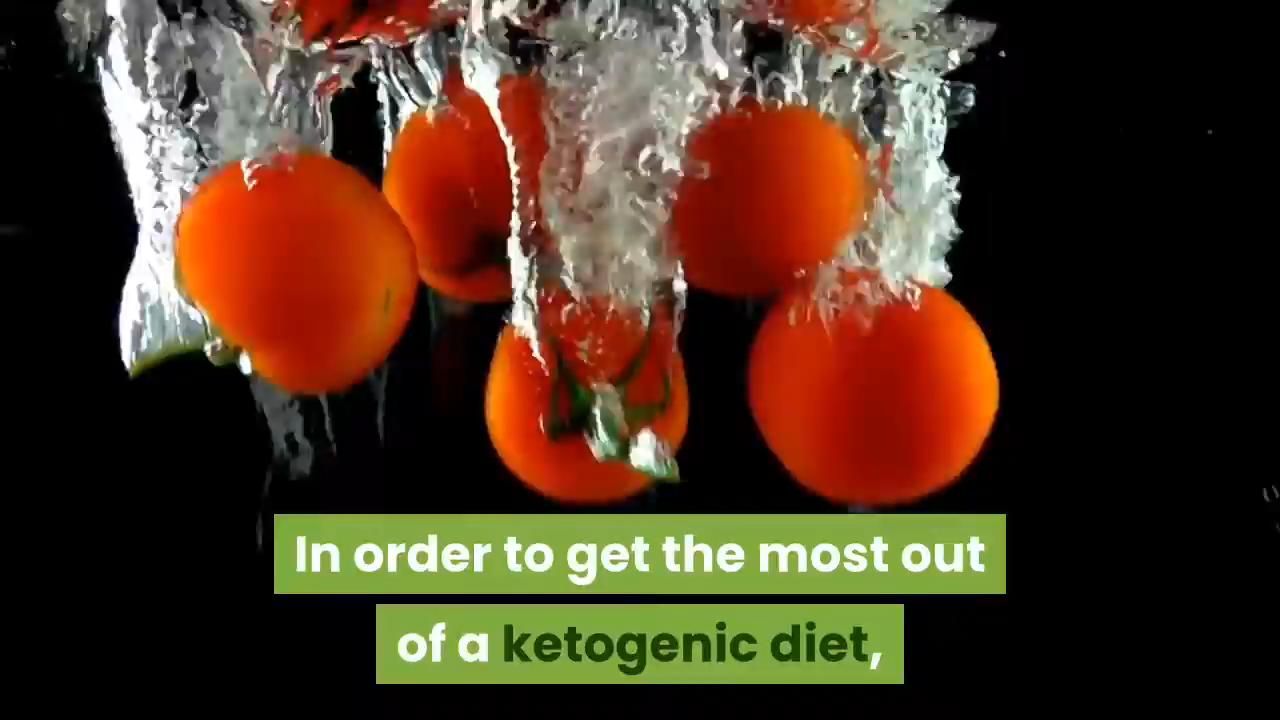 In order to get the most out
of a ketogenic diet,